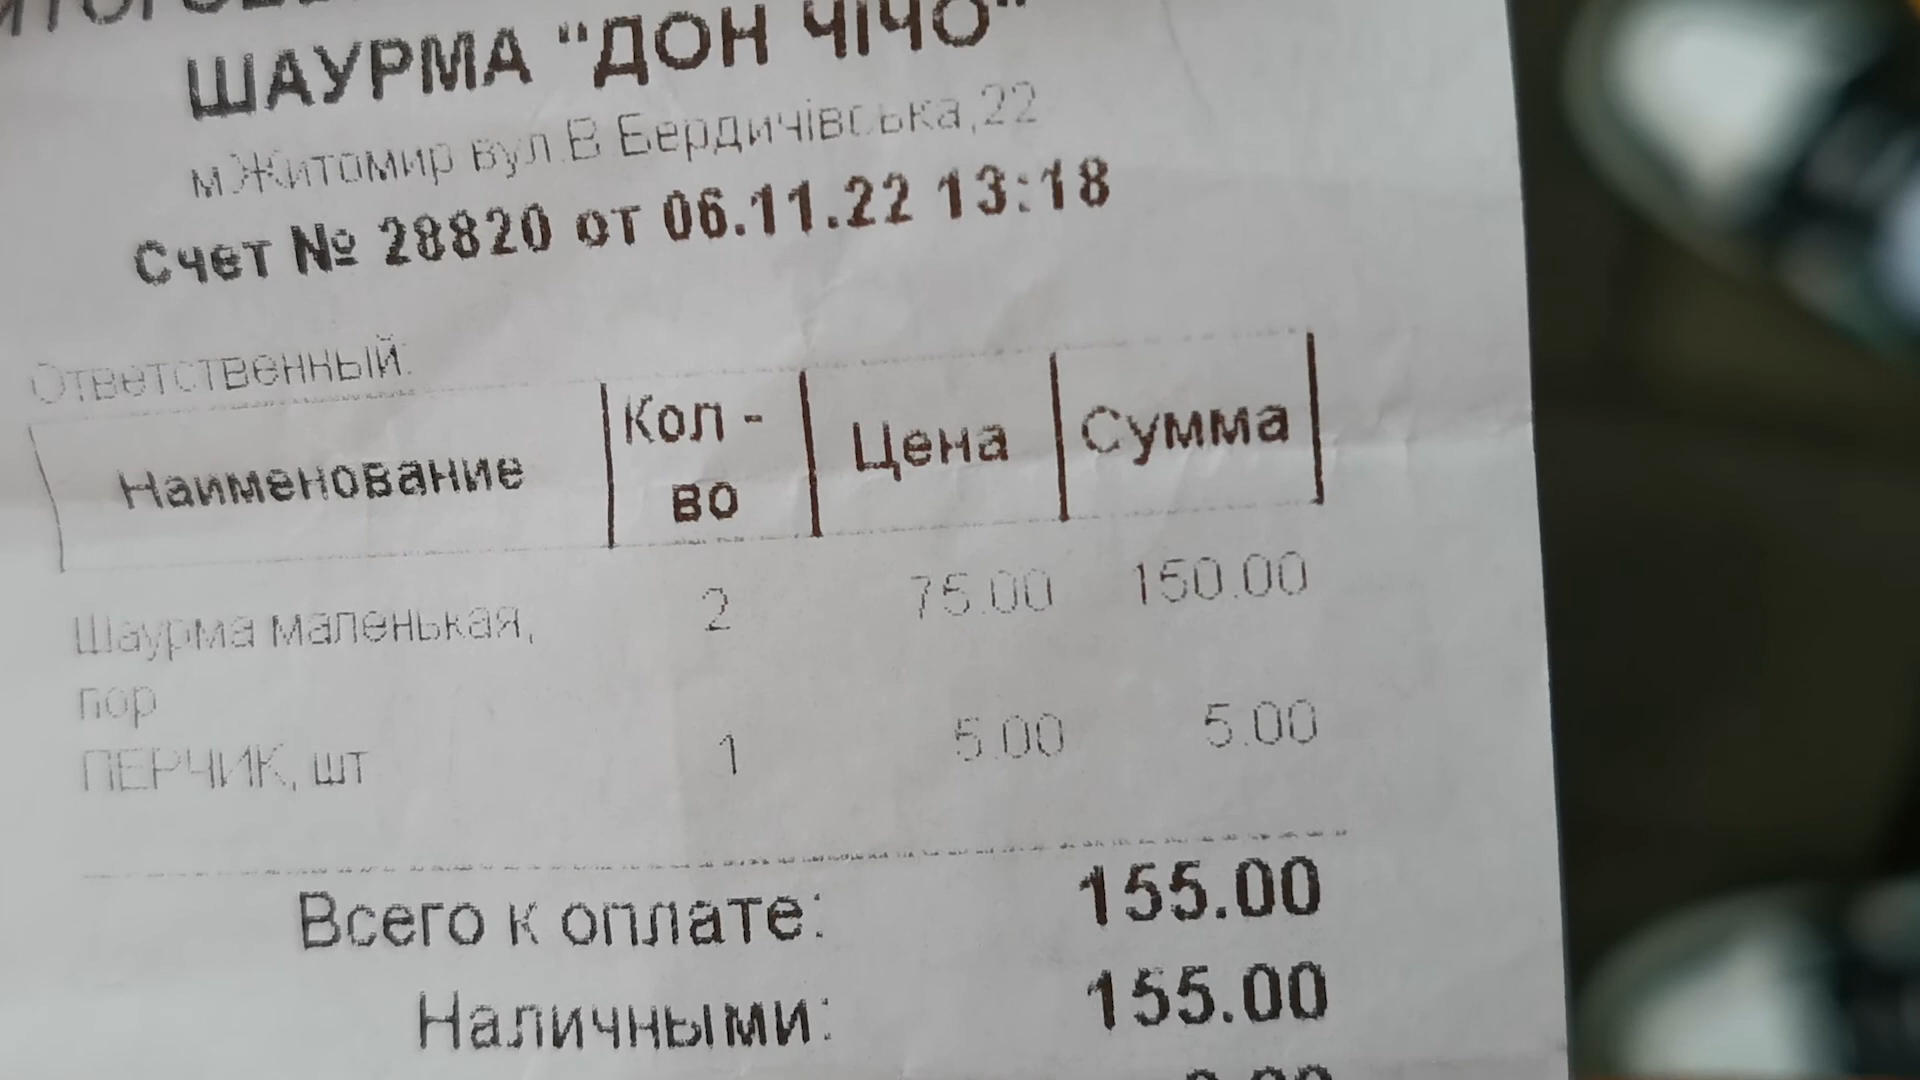 ШАУРМА "ДОН ЧІЧО"
м.Житомир вул.В Бердичівська,22
Счет № 28820 от 06.11.22 13:18
Ответственный:
Наименование Кол - во Цена Сумма
Шаурма маленькая, 2 75.00 150.00
пор
ПЕРЧИК, шт 1 5.00 5.00
Всего к оплате: 155.00
Наличными: 155.00